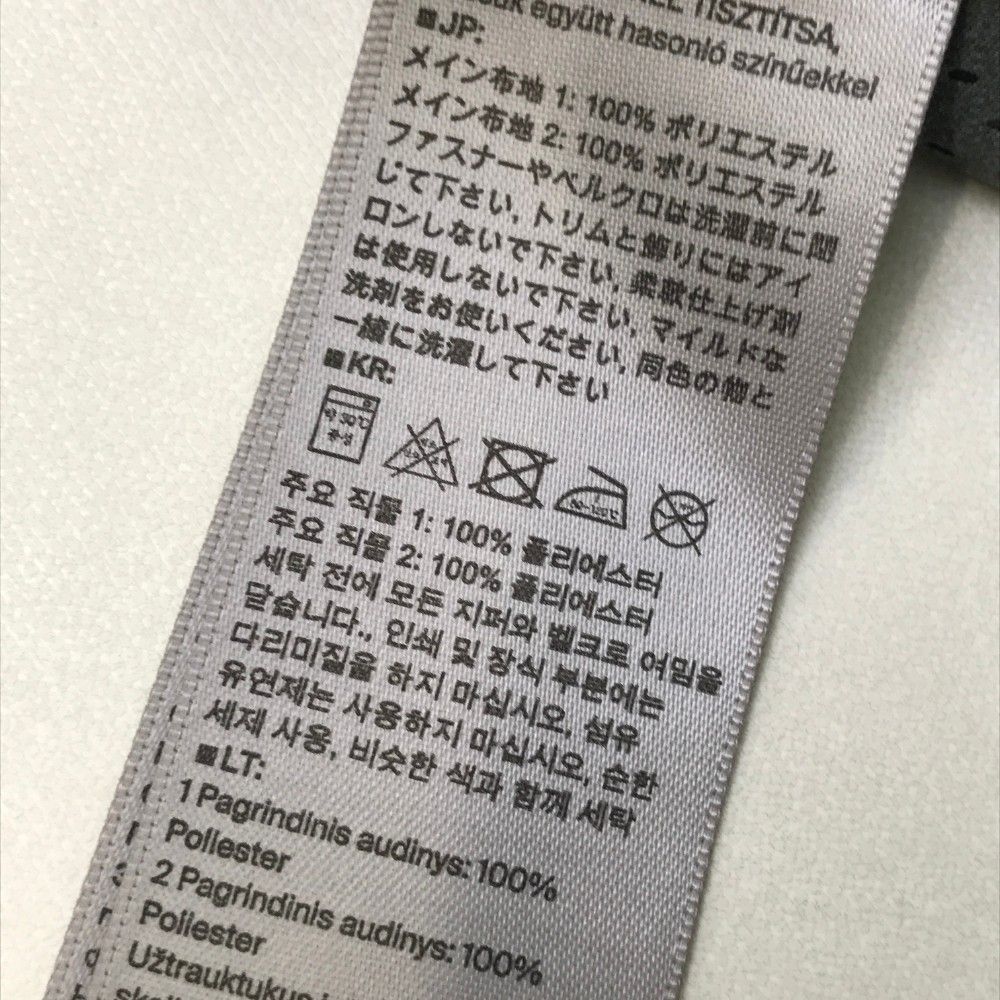 TISZTÍTSA,
együtt hasonló színűekkel
■JP:
メイン布地 1: 100% ポリエステル
メイン布地 2: 100% ポリエステル
ファスナーやベルクロは洗濯前に閉
じて下さい, トリムと飾りにはアイ
ロンしないで下さい, 柔軟仕上げ剤
は使用しないで下さい, マイルドな
洗剤をお使いください, 同色の物と
一緒に洗濯して下さい
■KR:
주요 직물 1: 100% 폴리에스터
주요 직물 2: 100% 폴리에스터
세탁 전에 모든 지퍼와 벨크로 여밈을
닫습니다., 인쇄 및 장식 부분에는
다리미질을 하지 마십시오, 섬유
유연제는 사용하지 마십시오, 순한
세제 사용, 비슷한 색과 함께 세탁
■LT:
1 Pagrindinis audinys: 100%
Poliester
2 Pagrindinis audinys: 100%
Poliester